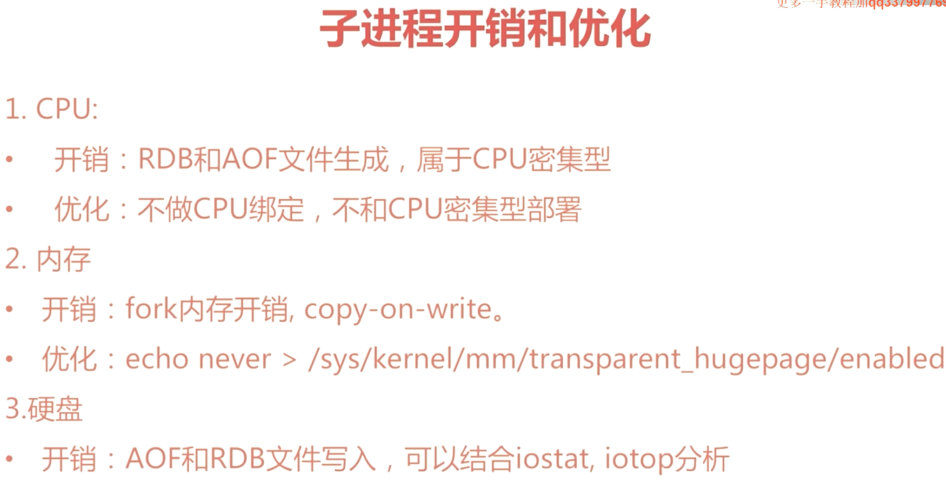 更多一手教程加qq337997769
子进程开销和优化
1. CPU:
• 开销：RDB和AOF文件生成，属于CPU密集型
• 优化：不做CPU绑定，不和CPU密集型部署
2. 内存
• 开销：fork内存开销, copy-on-write。
• 优化：echo never > /sys/kernel/mm/transparent_hugepage/enabled
3.硬盘
• 开销：AOF和RDB文件写入，可以结合iostat, iotop分析